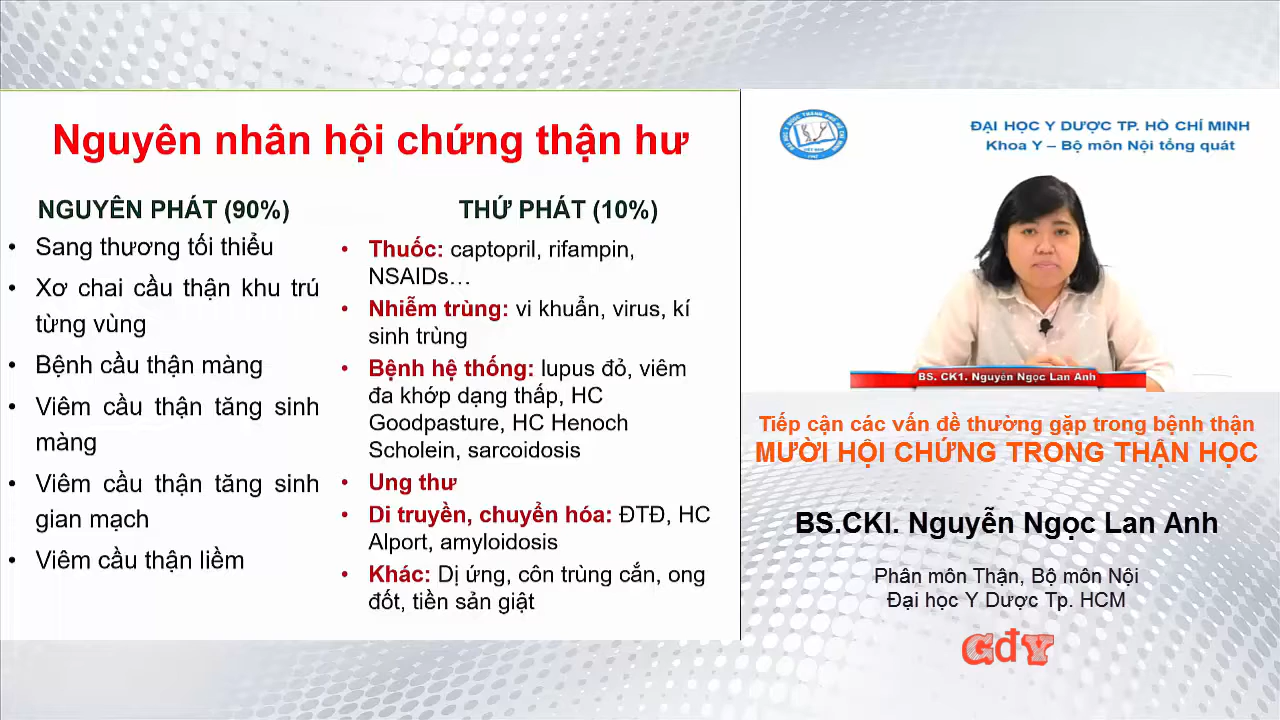 Nguyên nhân hội chứng thận hư
NGUYÊN PHÁT (90%)
• Sang thương tối thiểu
• Xơ chai cầu thận khu trú
từng vùng
• Bệnh cầu thận màng
• Viêm cầu thận tăng sinh
màng
• Viêm cầu thận tăng sinh
gian mạch
• Viêm cầu thận liềm
THỨ PHÁT (10%)
• Thuốc: captopril, rifampin,
NSAIDs…
• Nhiễm trùng: vi khuẩn, virus, kí
sinh trùng
• Bệnh hệ thống: lupus đỏ, viêm
đa khớp dạng thấp, HC
Goodpasture, HC Henoch
Scholein, sarcoidosis
• Ung thư
• Di truyền, chuyển hóa: ĐTĐ, HC
Alport, amyloidosis
• Khác: Dị ứng, côn trùng cắn, ong
đốt, tiền sản giật
ĐẠI HỌC Y DƯỢC TP. HỒ CHÍ MINH
Khoa Y – Bộ môn Nội tổng quát
BS. CK1. Nguyễn Ngọc Lan Anh
Tiếp cận các vấn đề thường gặp trong bệnh thận
MƯỜI HỘI CHỨNG TRONG THẬN HỌC
BS.CKI. Nguyễn Ngọc Lan Anh
Phân môn Thận, Bộ môn Nội
Đại học Y Dược Tp. HCM
GđY